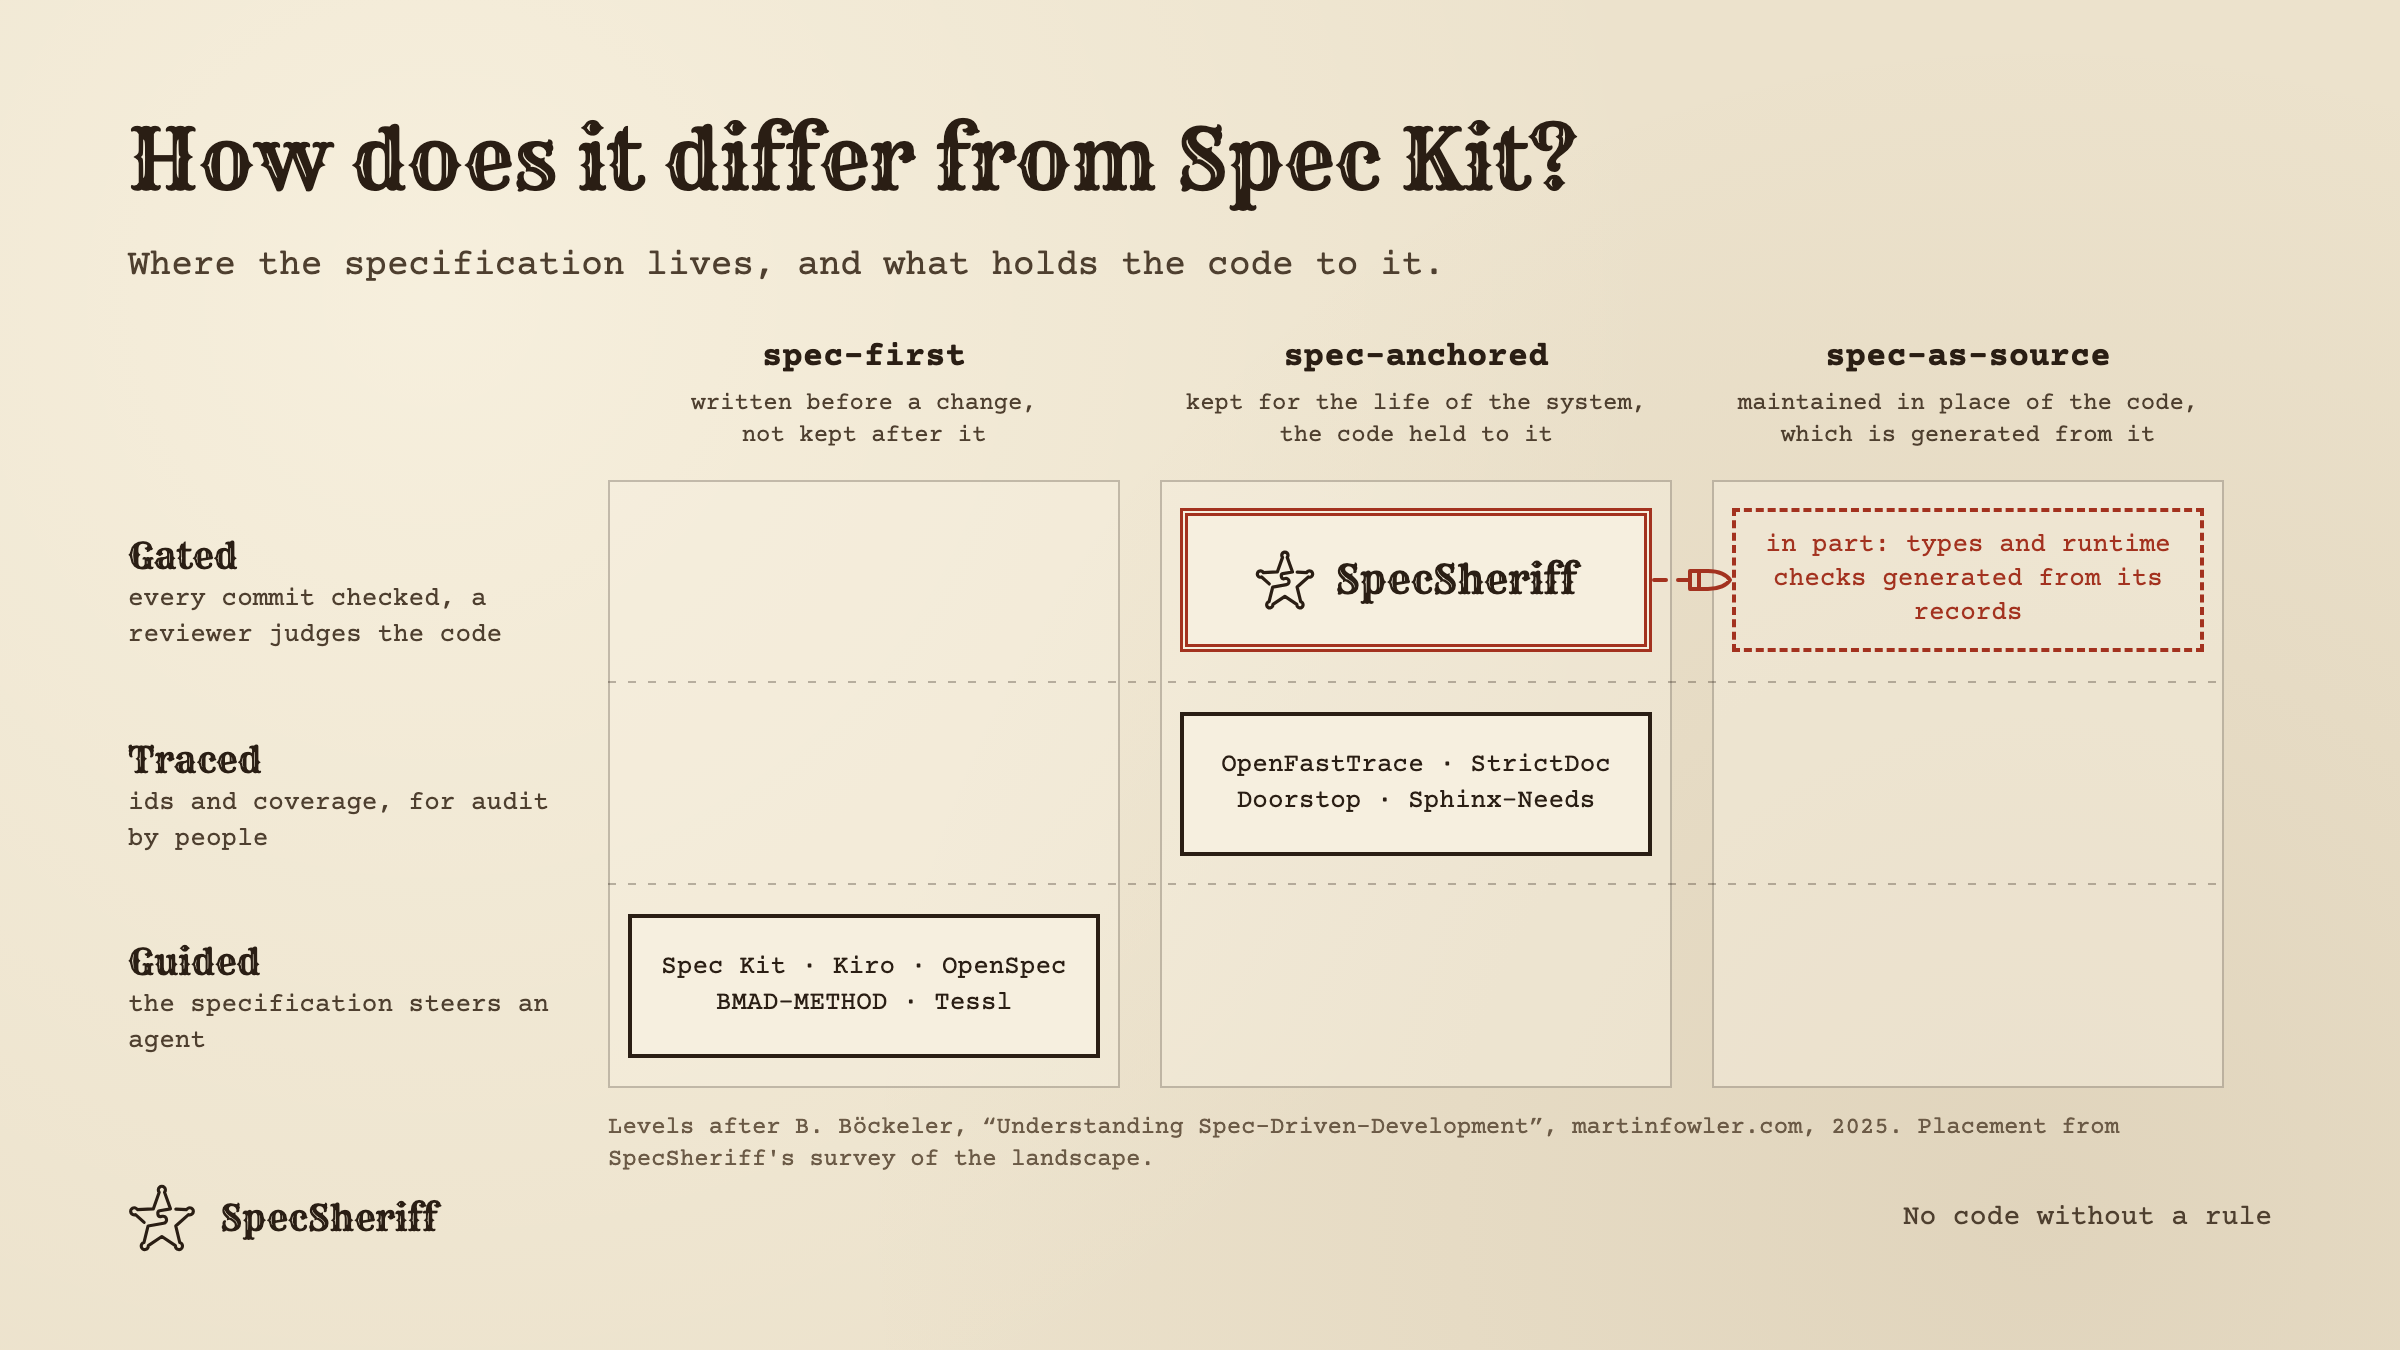 How does it differ from Spec Kit?
Where the specification lives, and what holds the code to it.
spec-first
written before a change,
not kept after it
spec-anchored
kept for the life of the system,
the code held to it
spec-as-source
maintained in place of the code,
which is generated from it
Gated
every commit checked, a
reviewer judges the code
SpecSheriff
in part: types and runtime
checks generated from its
records
Traced
ids and coverage, for audit
by people
OpenFastTrace · StrictDoc
Doorstop · Sphinx-Needs
Guided
the specification steers an
agent
Spec Kit · Kiro · OpenSpec
BMAD-METHOD · Tessl
Levels after B. Böckeler, “Understanding Spec-Driven-Development”, martinfowler.com, 2025. Placement from
SpecSheriff's survey of the landscape.
SpecSheriff
No code without a rule